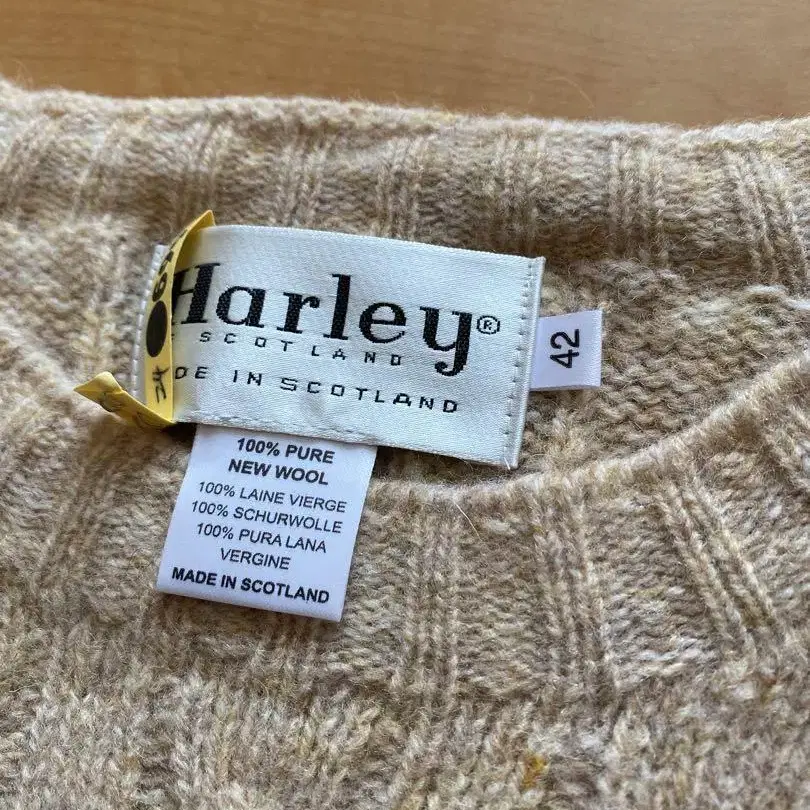 Harley®
SCOTLAND
DE IN SCOTLAND
42
100% PURE
NEW WOOL
100% LAINE VIERGE
100% SCHURWOLLE
100% PURA LANA
VERGINE
MADE IN SCOTLAND